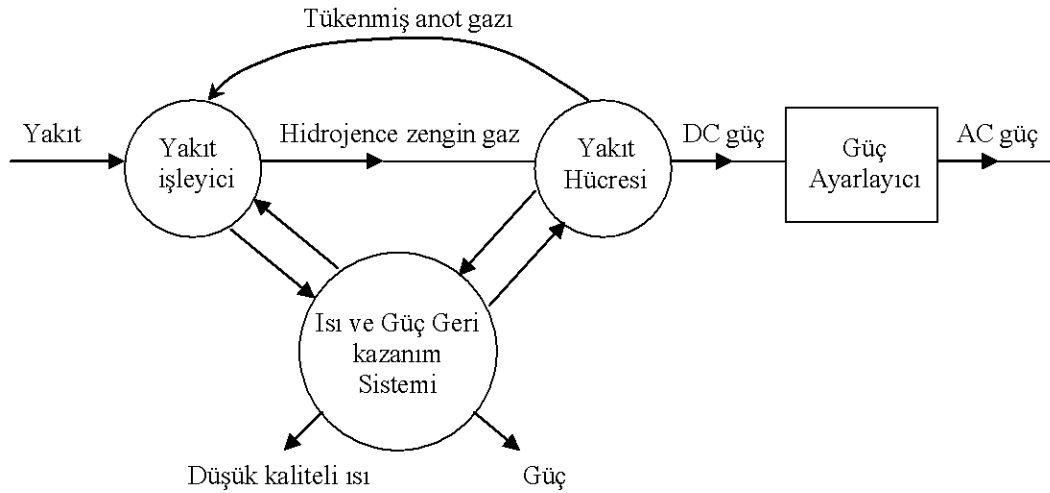 Tükenmiş anot gazı
Yakıt
Yakıt
işleyici
Hidrojence zengin gaz
Yakıt
Hücresi
DC güç
Güç
Ayarlayıcı
AC güç
Isı ve Güç Geri
kazanım
Sistemi
Düşük kaliteli ısı
Güç